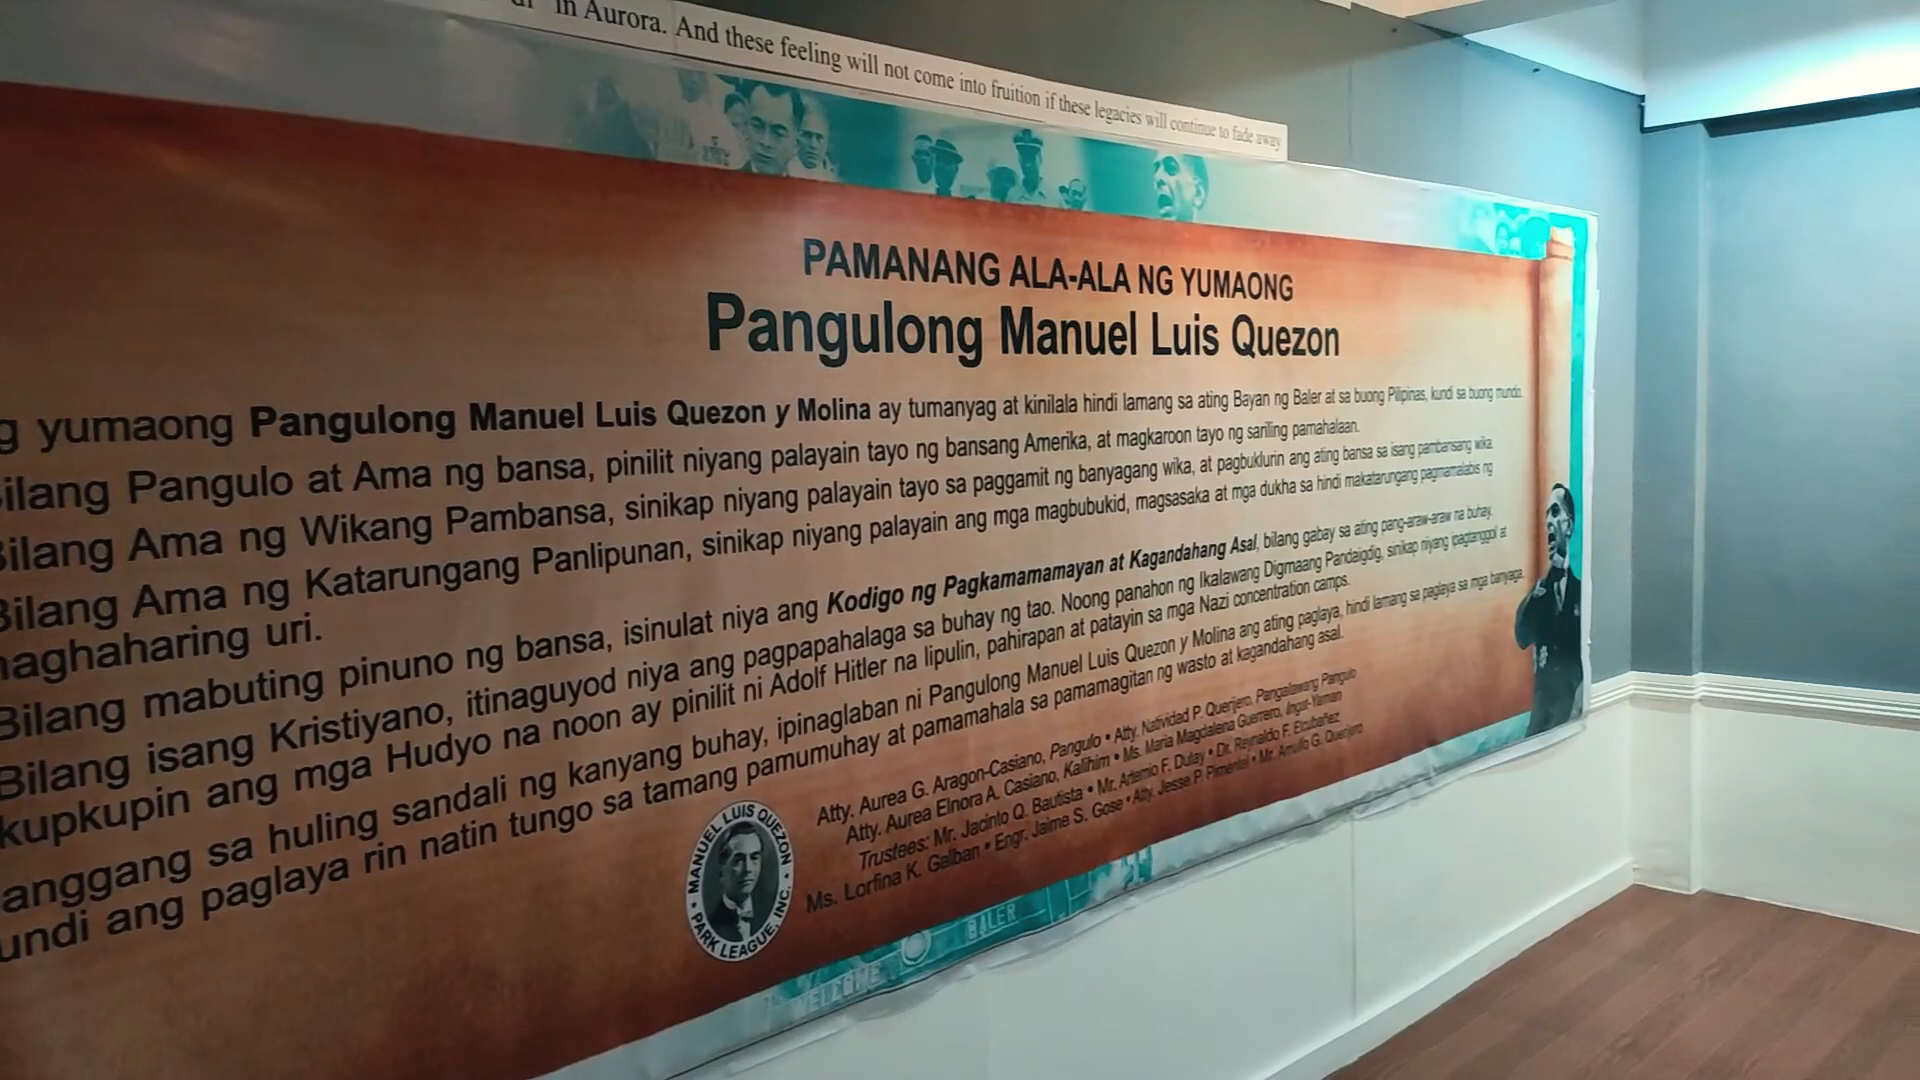 in Aurora. And these feeling will not come into fruition if these legacies will continue to fade away
PAMANANG ALA-ALA NG YUMAONG
Pangulong Manuel Luis Quezon
g yumaong Pangulong Manuel Luis Quezon y Molina ay tumanyag at kinilala hindi lamang sa ating Bayan ng Baler at sa buong Pilipinas, kundi sa buong mundo.
ilang Pangulo at Ama ng bansa, pinilit niyang palayain tayo ng bansang Amerika, at magkaroon tayo ng sariling pamahalaan.
Bilang Ama ng Wikang Pambansa, sinikap niyang palayain tayo sa paggamit ng banyagang wika, at pagbuklurin ang ating bansa sa isang pambansang wika.
Bilang Ama ng Katarungang Panlipunan, sinikap niyang palayain ang mga magbubukid, magsasaka at mga dukha sa hindi makatarungang pagmamalabis ng
naghaharing uri.
Bilang mabuting pinuno ng bansa, isinulat niya ang Kodigo ng Pagkamamamayan at Kagandahang Asal, bilang gabay sa ating pang-araw-araw na buhay.
Bilang isang Kristiyano, itinaguyod niya ang pagpapahalaga sa buhay ng tao. Noong panahon ng Ikalawang Digmaang Pandaigdig, sinikap niyang ipagtanggol at
kupkupin ang mga Hudyo na noon ay pinilit ni Adolf Hitler na lipulin, pahirapan at patayin sa mga Nazi concentration camps.
anggang sa huling sandali ng kanyang buhay, ipinaglaban ni Pangulong Manuel Luis Quezon y Molina ang ating paglaya, hindi lamang sa paglaya sa mga banyaga,
undi ang paglaya rin natin tungo sa tamang pamumuhay at pamamahala sa pamamagitan ng wasto at kagandahang asal.
Atty. Aurea G. Aragon-Casiano, Pangulo • Atty. Natividad P. Querijero, Pangalawang Pangulo
Atty. Aurea Elnora A. Casiano, Kalihim • Ms. Maria Magdalena Guerrero, Ingat-Yaman
Trustees: Mr. Jacinto Q. Bautista • Mr. Artemio F. Dulay • Dr. Reynaldo F. Elcubañez
Ms. Lorfina K. Galban • Engr. Jaime S. Gose • Atty. Jesse P. Pimentel • Mr. Arnulfo G. Querijero
• MANUEL LUIS QUEZON •
PARK LEAGUE, INC.
WELCOME
BALER